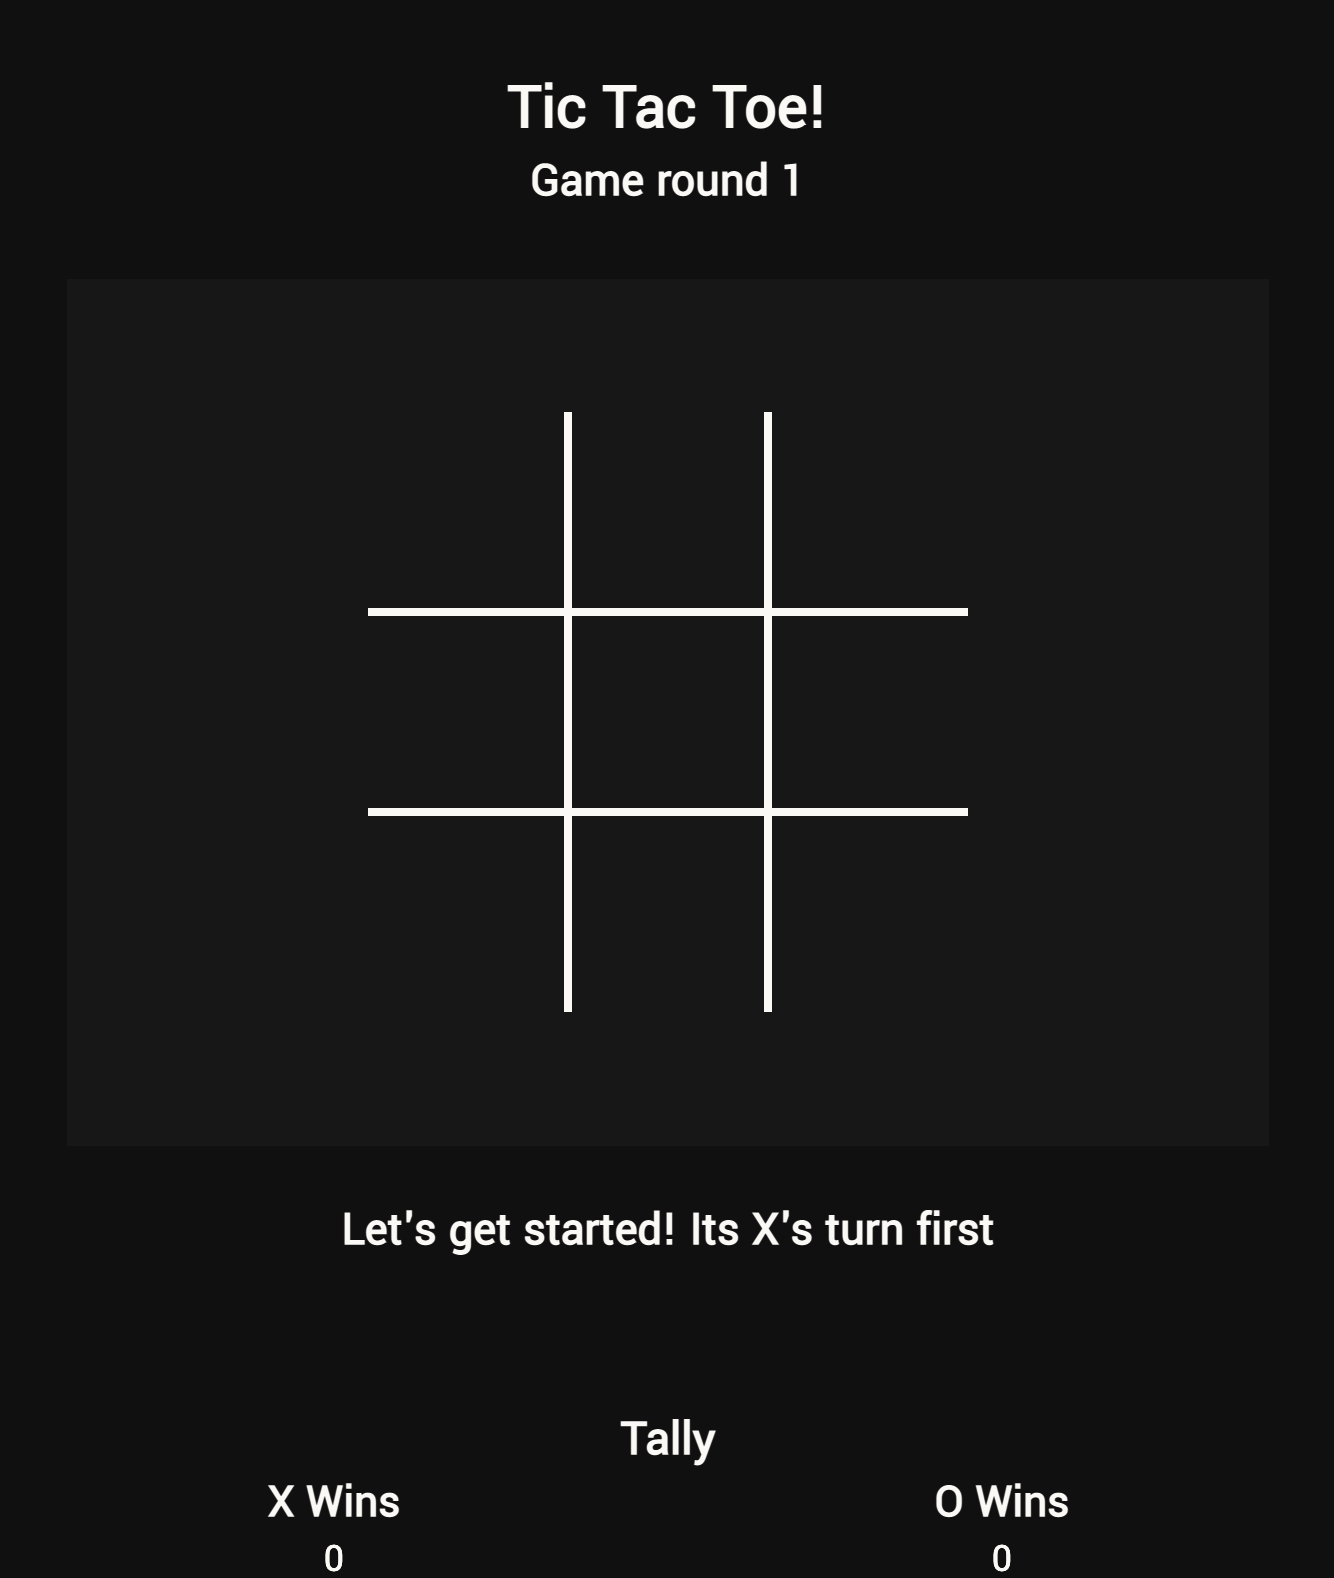 Tic Tac Toe!
Game round 1
Let's get started! Its X's turn first
Tally
X Wins
O Wins
0
0